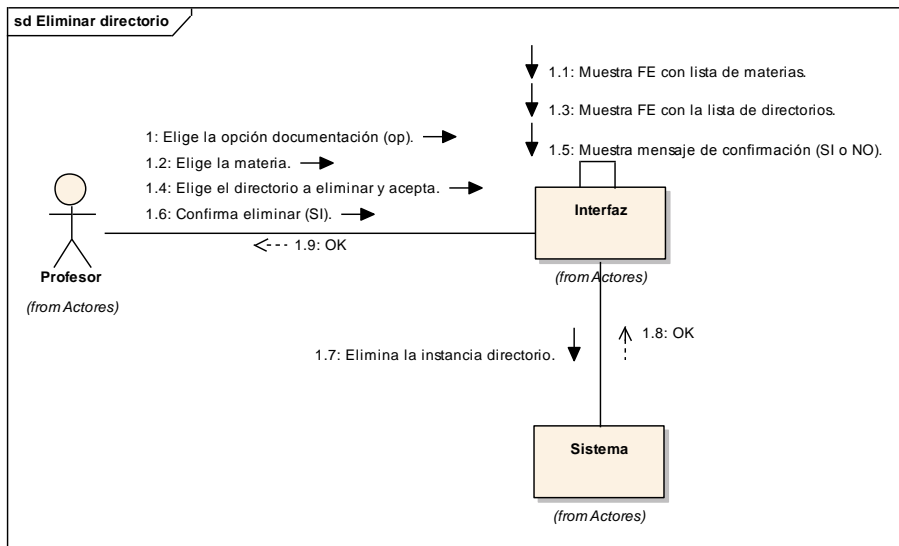 sd Eliminar directorio
1.1: Muestra FE con lista de materias.
1.3: Muestra FE con la lista de directorios.
1.5: Muestra mensaje de confirmación (SI o NO).
1: Elige la opción documentación (op).
1.2: Elige la materia.
1.4: Elige el directorio a eliminar y acepta.
1.6: Confirma eliminar (SI).
1.9: OK
Profesor
(from Actores)
Interfaz
(from Actores)
1.7: Elimina la instancia directorio.
1.8: OK
Sistema
(from Actores)